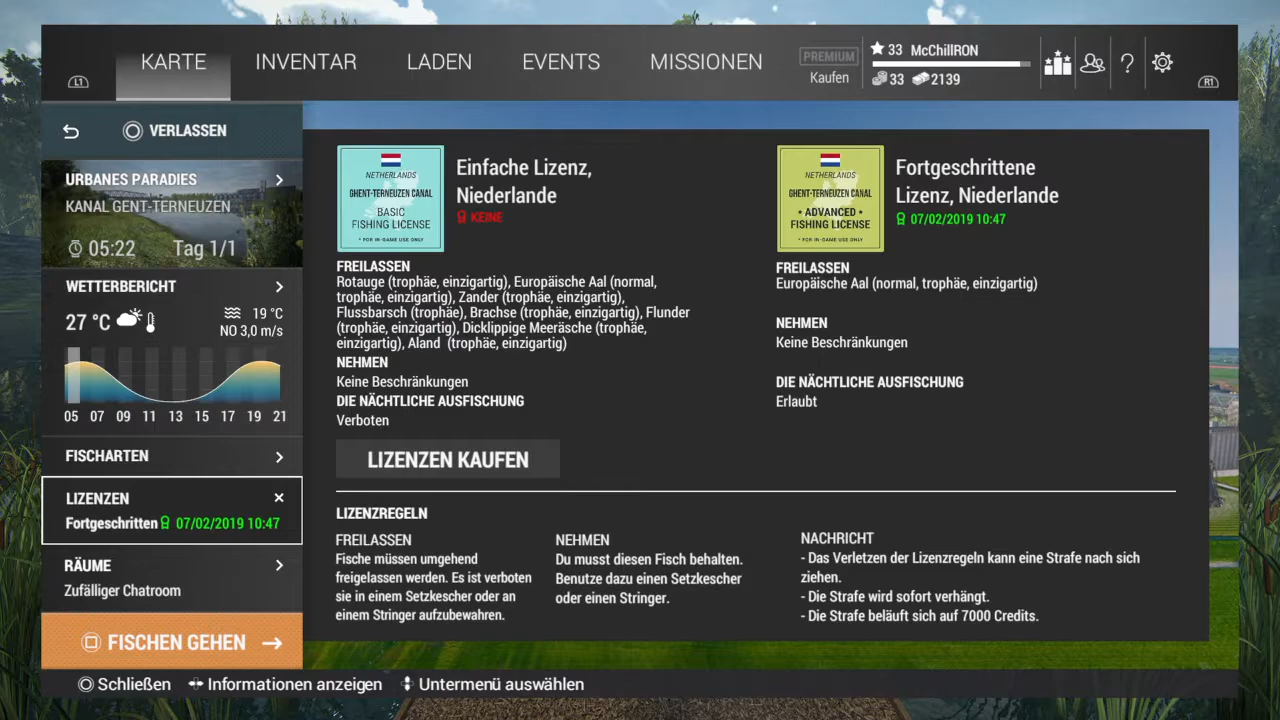 KARTE
INVENTAR
LADEN
EVENTS
MISSIONEN
PREMIUM
Kaufen
33 McChillRON
33 2139
?
L1
R1
VERLASSEN
URBANES PARADIES
KANAL GENT-TERNEUZEN
05:22 Tag 1/1
WETTERBERICHT
27 °C
19 °C
NO 3,0 m/s
05 07 09 11 13 15 17 19 21
FISCHARTEN
LIZENZEN
Fortgeschritten 07/02/2019 10:47
RÄUME
Zufälliger Chatroom
FISCHEN GEHEN
NETHERLANDS
GHENT-TERNEUZEN CANAL
BASIC
FISHING LICENSE
* FOR IN-GAME USE ONLY
Einfache Lizenz,
Niederlande
KEINE
FREILASSEN
Rotauge (trophäe, einzigartig), Europäische Aal (normal,
trophäe, einzigartig), Zander (trophäe, einzigartig),
Flussbarsch (trophäe), Brachse (trophäe, einzigartig), Flunder
(trophäe, einzigartig), Dicklippige Meeräsche (trophäe,
einzigartig), Aland (trophäe, einzigartig)
NEHMEN
Keine Beschränkungen
DIE NÄCHTLICHE AUSFISCHUNG
Verboten
LIZENZEN KAUFEN
NETHERLANDS
GHENT-TERNEUZEN CANAL
• ADVANCED •
FISHING LICENSE
* FOR IN-GAME USE ONLY
Fortgeschrittene
Lizenz, Niederlande
07/02/2019 10:47
FREILASSEN
Europäische Aal (normal, trophäe, einzigartig)
NEHMEN
Keine Beschränkungen
DIE NÄCHTLICHE AUSFISCHUNG
Erlaubt
LIZENZREGELN
FREILASSEN
Fische müssen umgehend
freigelassen werden. Es ist verboten
sie in einem Setzkescher oder an
einem Stringer aufzubewahren.
NEHMEN
Du musst diesen Fisch behalten.
Benutze dazu einen Setzkescher
oder einen Stringer.
NACHRICHT
- Das Verletzen der Lizenzregeln kann eine Strafe nach sich
ziehen.
- Die Strafe wird sofort verhängt.
- Die Strafe beläuft sich auf 7000 Credits.
Schließen
Informationen anzeigen
Untermenü auswählen